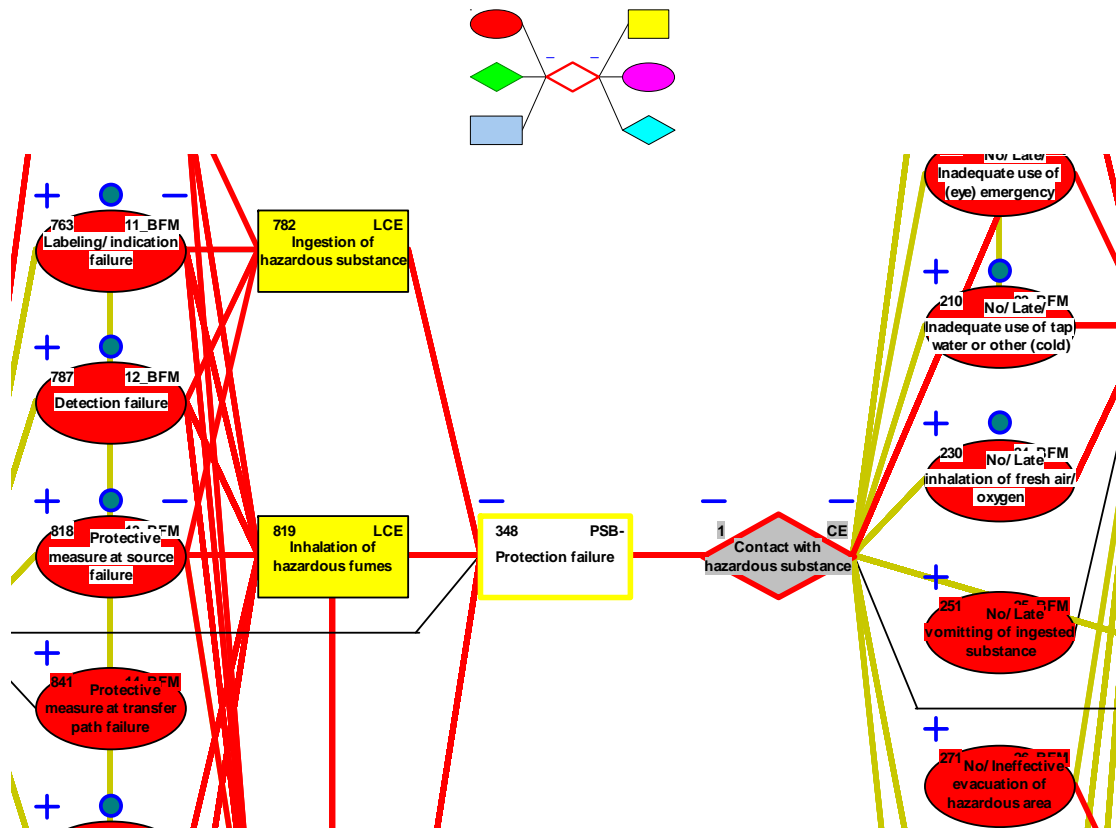 763 11_BFM
Labeling/ indication
failure
787 12_BFM
Detection failure
818
Protective
measure at source
failure
841
Protective
measure at transfer
path failure
782 LCE
Ingestion of
hazardous substance
819 LCE
Inhalation of
hazardous fumes
348 PSB-
Protection failure
1 CE
Contact with
hazardous substance
No/ Late/
Inadequate use of
(eye) emergency
210
No/ Late/
Inadequate use of tap
water or other (cold)
230
No/ Late
inhalation of fresh air/
oxygen
251
No/ Late
vomitting of ingested
substance
271
No/ Ineffective
evacuation of
hazardous area